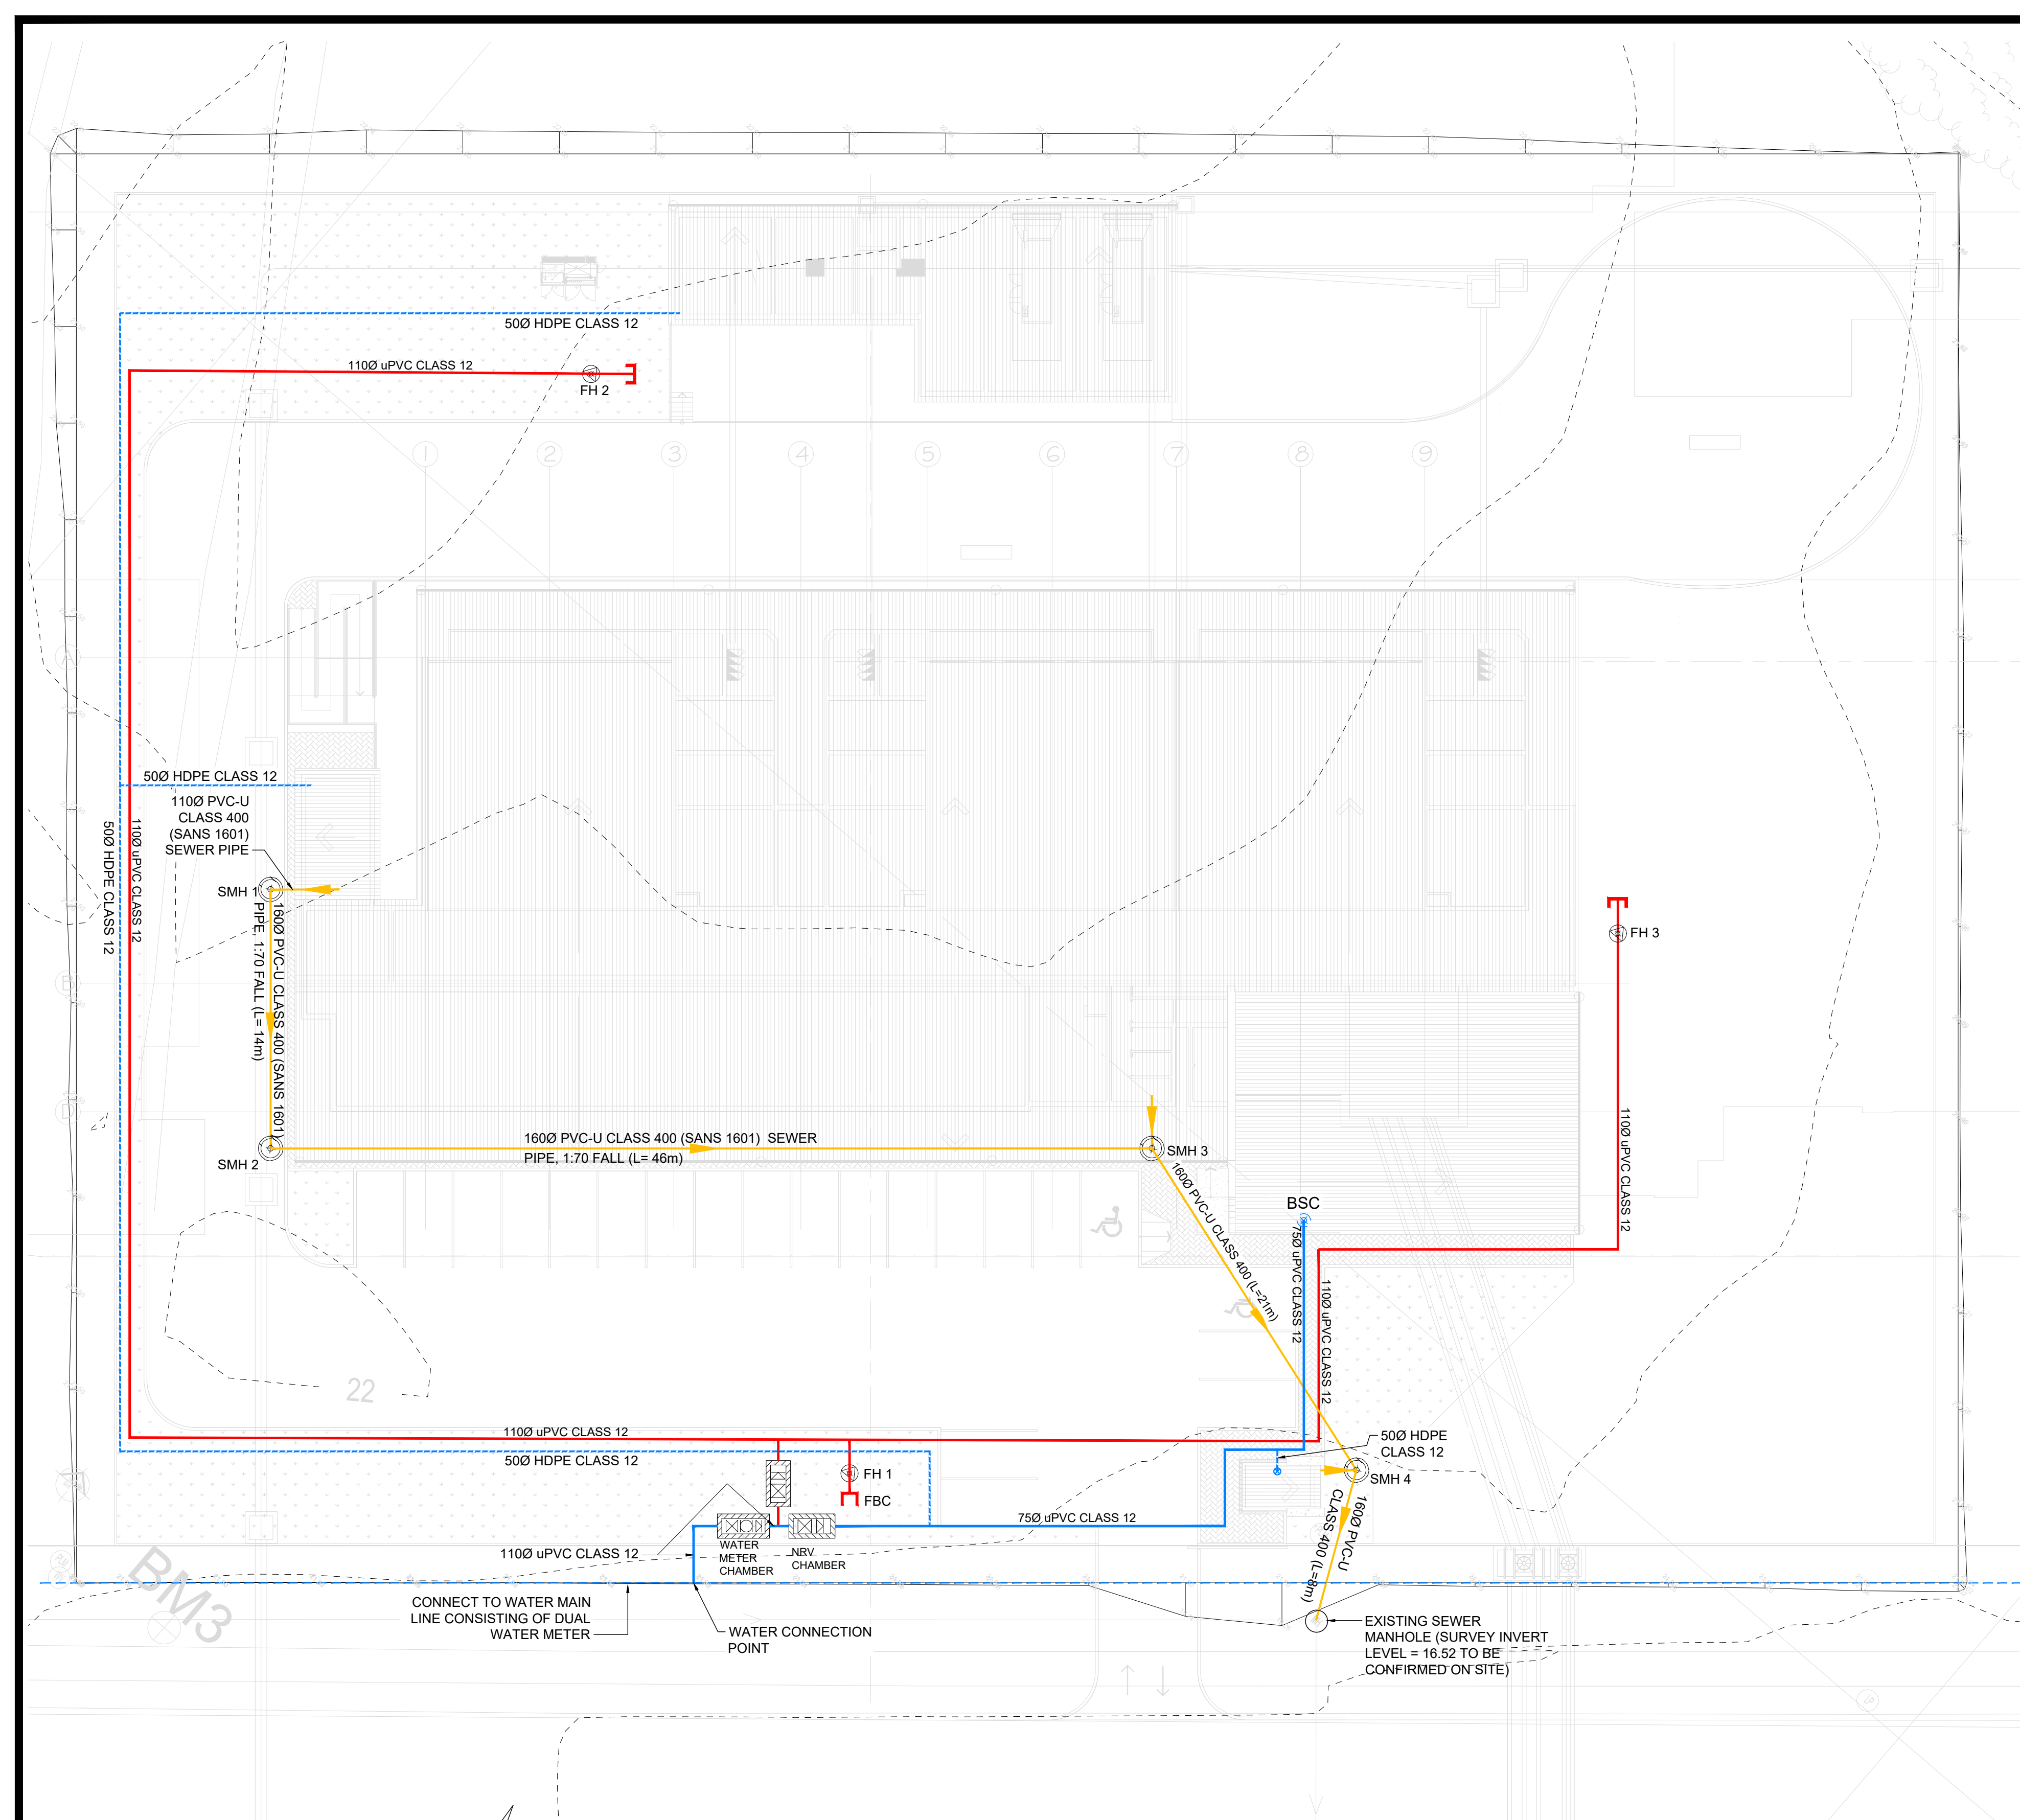 50Ø HDPE CLASS 12
110Ø uPVC CLASS 12
FH 2
1
2
3
4
5
6
7
8
9
A
50Ø HDPE CLASS 12
110Ø PVC-U
CLASS 400
(SANS 1601)
SEWER PIPE
50Ø HDPE CLASS 12
110Ø uPVC CLASS 12
SMH 1
160Ø PVC-U CLASS 400 (SANS 1601)
PIPE, 1:70 FALL (L= 14m)
FH 3
B
D
110Ø uPVC CLASS 12
160Ø PVC-U CLASS 400 (SANS 1601) SEWER
PIPE, 1:70 FALL (L= 46m)
SMH 2
SMH 3
160Ø PVC-U CLASS 400 (L=21m)
BSC
75Ø uPVC CLASS 12
110Ø uPVC CLASS 12
22
110Ø uPVC CLASS 12
50Ø HDPE CLASS 12
50Ø HDPE
CLASS 12
FH 1
FBC
SMH 4
160Ø PVC-U
CLASS 400 (L=8m)
75Ø uPVC CLASS 12
110Ø uPVC CLASS 12
WATER
METER
CHAMBER
NRV
CHAMBER
BM3
CONNECT TO WATER MAIN
LINE CONSISTING OF DUAL
WATER METER
WATER CONNECTION
POINT
EXISTING SEWER
MANHOLE (SURVEY INVERT
LEVEL = 16.52 TO BE
CONFIRMED ON SITE)